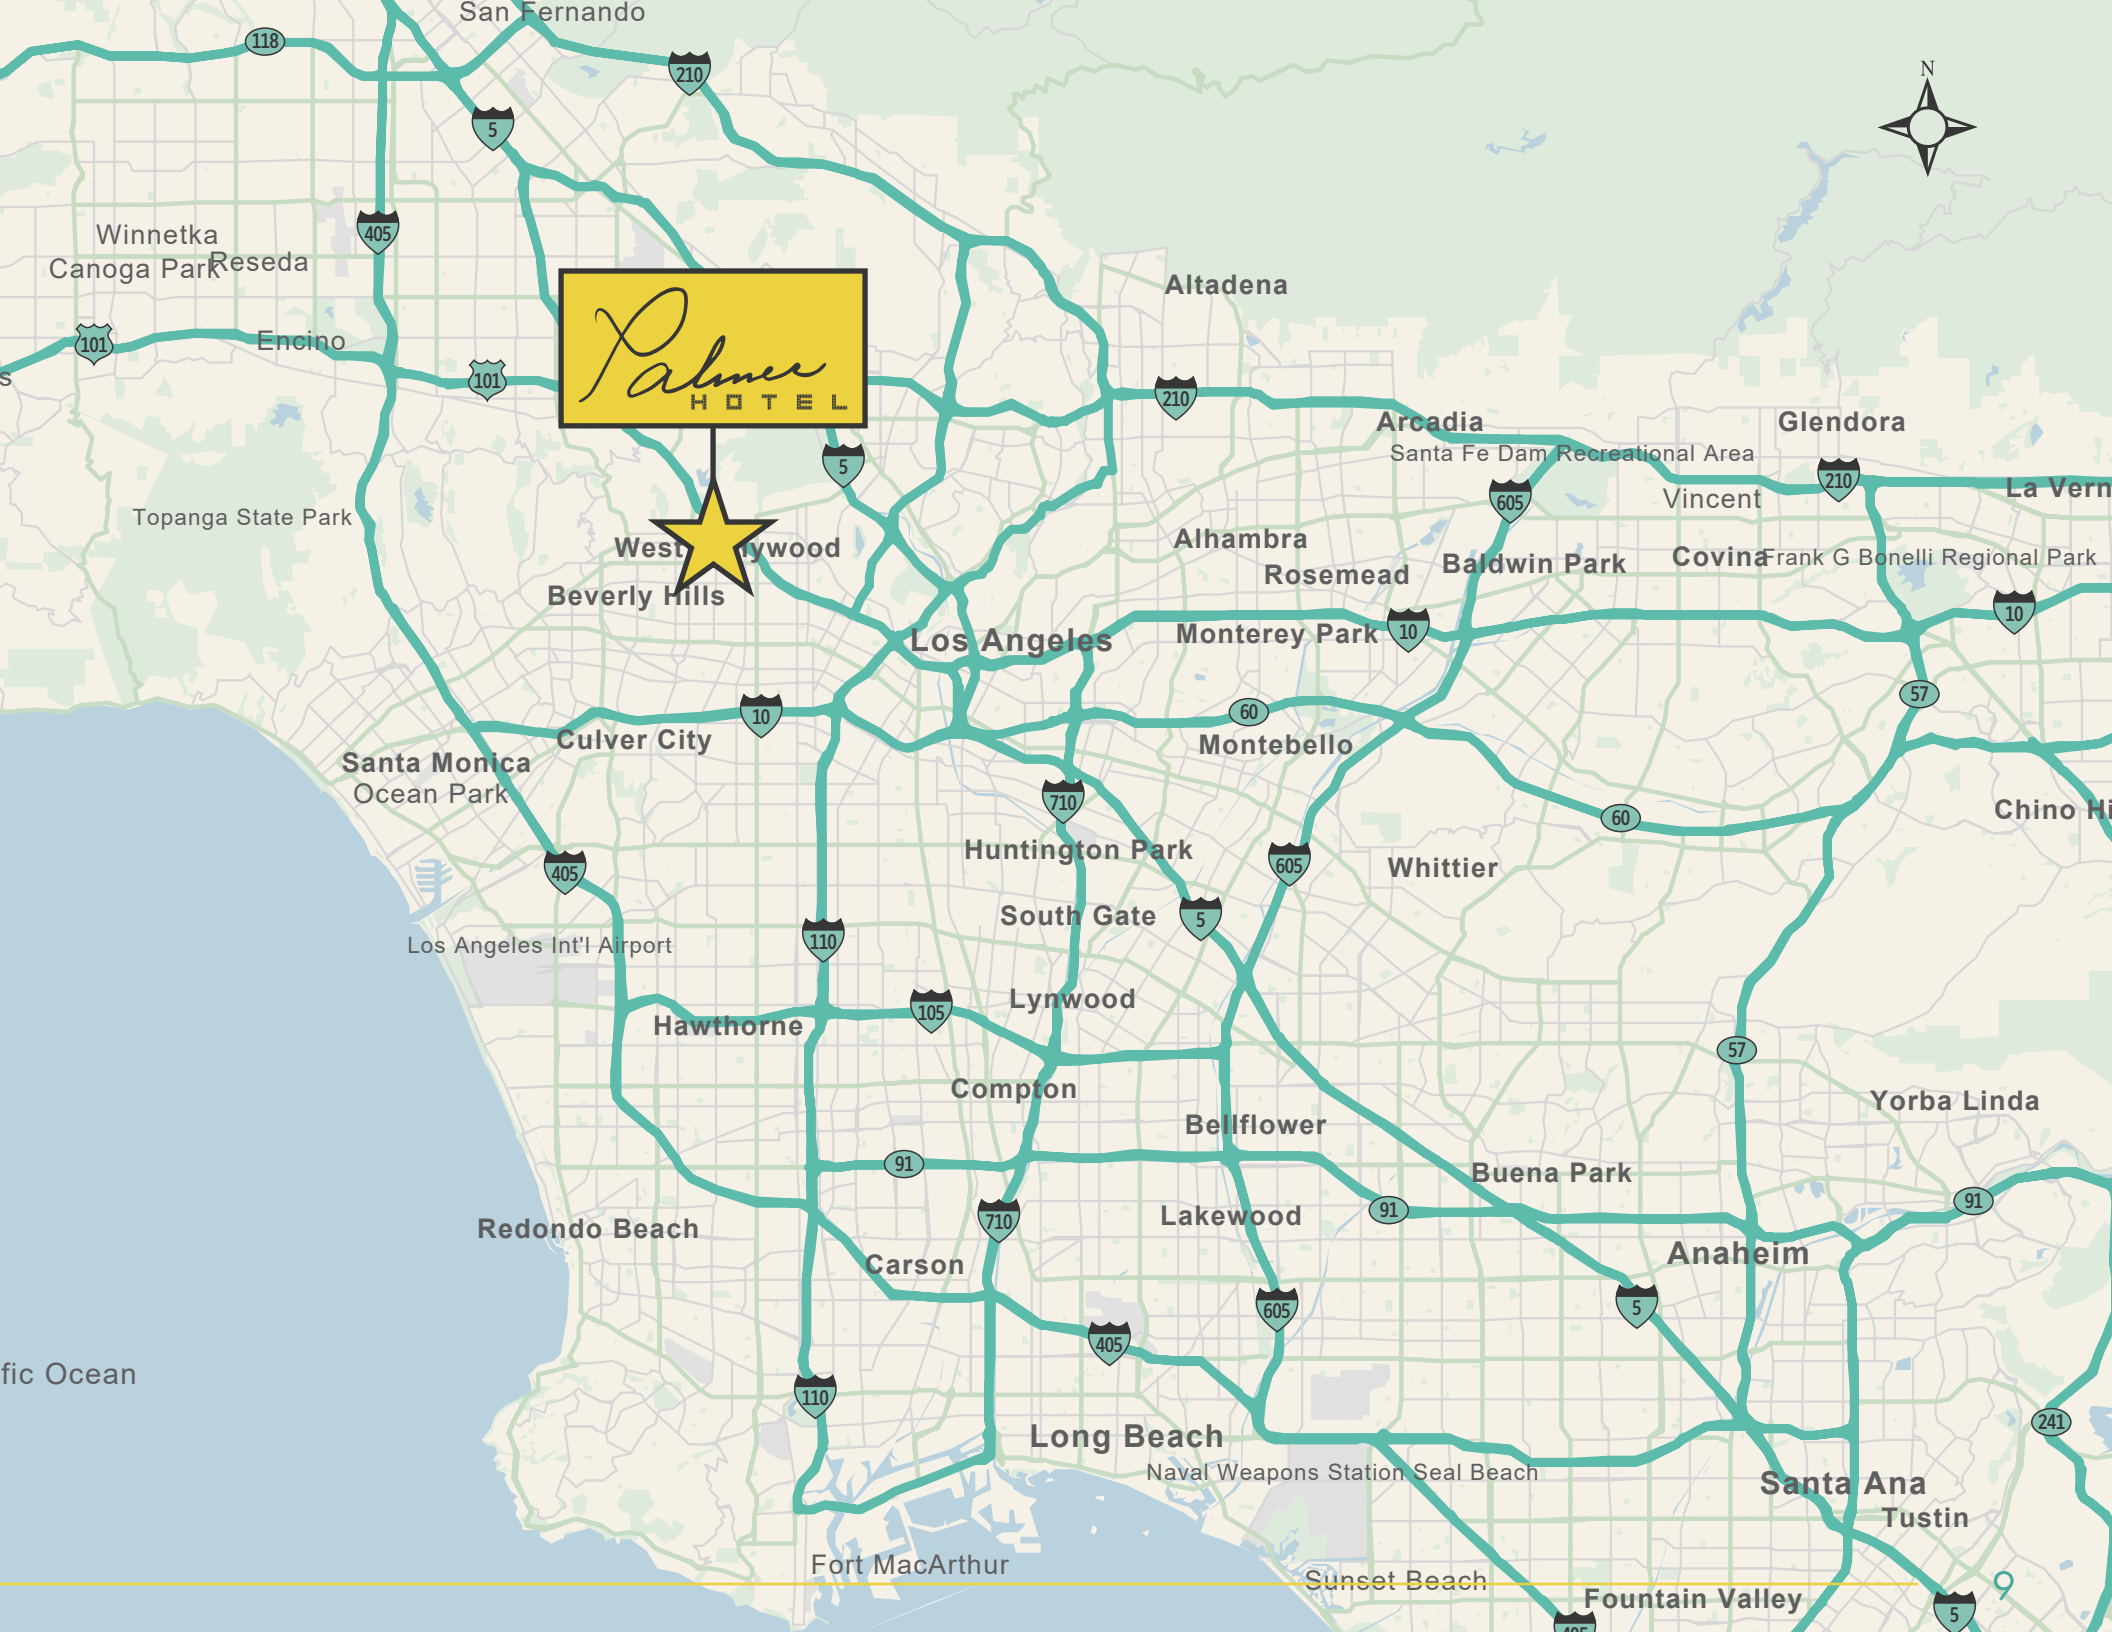 San Fernando
118
210
N
5
Winnetka
405
Canoga Park
Reseda
Altadena
101
Encino
s
101
Palmer
HOTEL
210
Arcadia
Glendora
Santa Fe Dam Recreational Area
5
210
La Vern
605
Vincent
Topanga State Park
Alhambra
West lywood
Baldwin Park
Covina
Frank G Bonelli Regional Park
Rosemead
Beverly Hills
10
10
Los Angeles
Monterey Park
57
10
60
Culver City
Montebello
Santa Monica
Ocean Park
710
Chino Hi
60
Huntington Park
605
Whittier
405
South Gate
5
110
Los Angeles Int'l Airport
Lynwood
105
Hawthorne
57
Compton
Yorba Linda
Bellflower
91
Buena Park
91
91
Lakewood
710
Redondo Beach
Anaheim
Carson
605
5
405
fic Ocean
110
241
Long Beach
Naval Weapons Station Seal Beach
Santa Ana
Tustin
Fort MacArthur
Sunset Beach
9
Fountain Valley
5
405